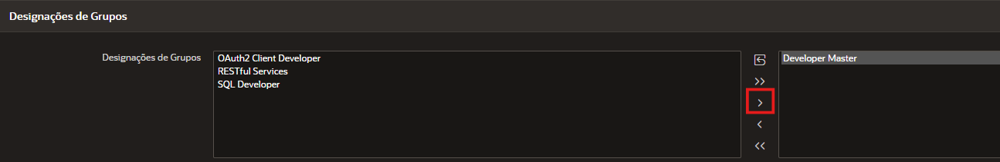 Designações de Grupos
Designações de Grupos
OAuth2 Client Developer
RESTful Services
SQL Developer
Developer Master